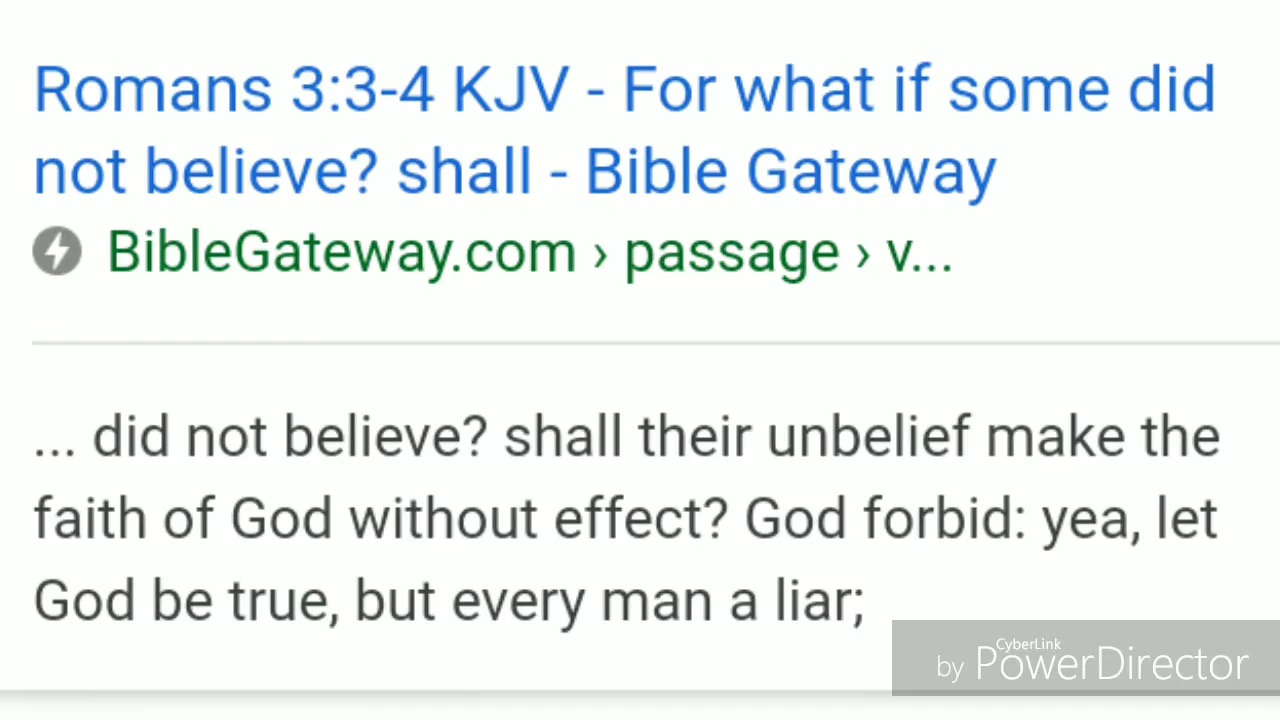 Romans 3:3-4 KJV - For what if some did
not believe? shall - Bible Gateway
BibleGateway.com › passage › v...
... did not believe? shall their unbelief make the
faith of God without effect? God forbid: yea, let
God be true, but every man a liar;
CyberLink
by PowerDirector